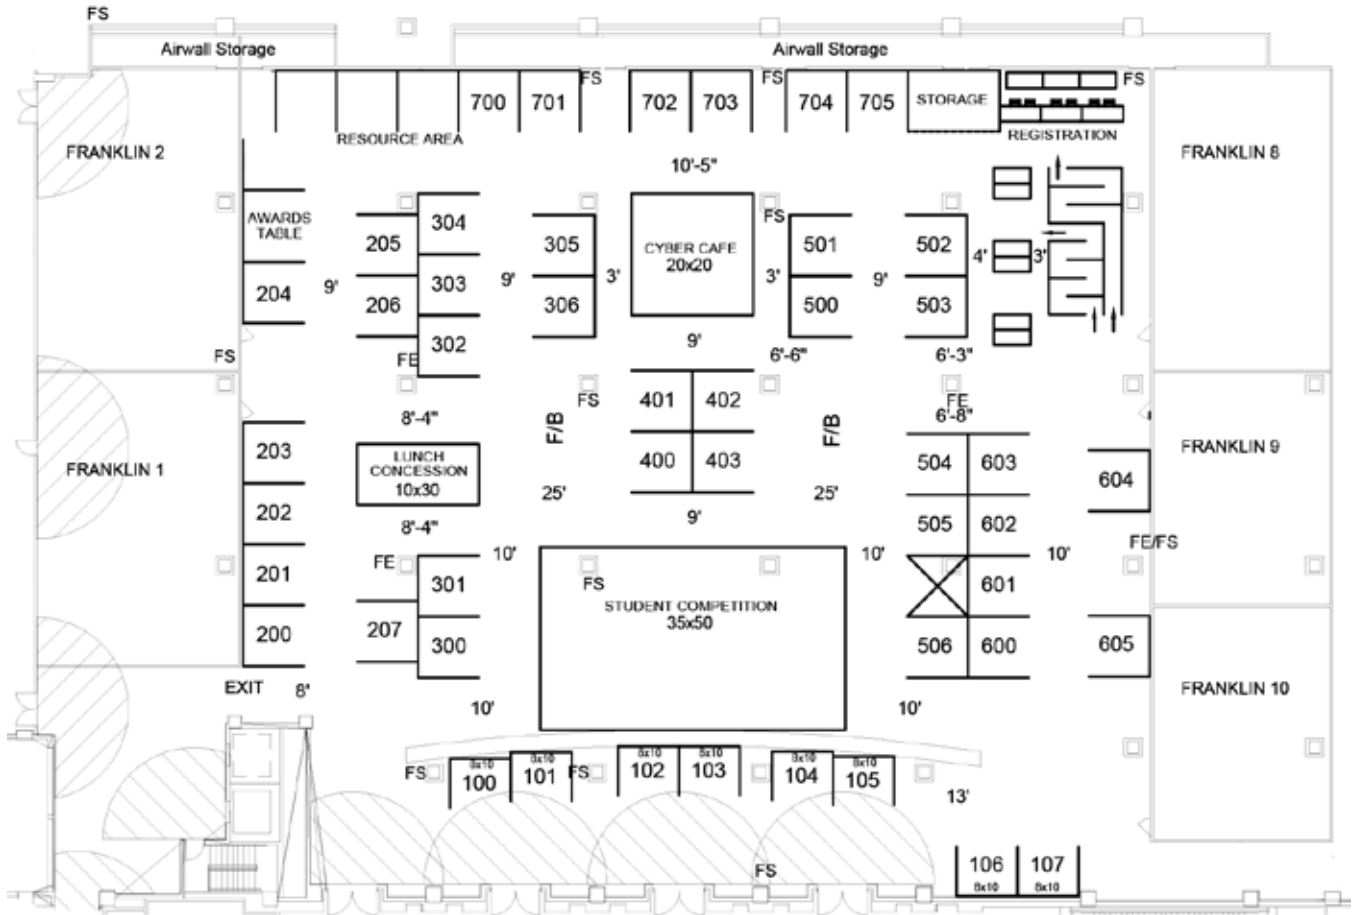 FS
Airwall Storage
Airwall Storage
FS
FS
FS
700
701
702
703
704
705
STORAGE
RESOURCE AREA
REGISTRATION
FRANKLIN 2
10'-5"
FRANKLIN 8
AWARDS
TABLE
205
304
305
FS
CYBER CAFE
20x20
501
502
4'
3'
204
9'
206
303
9'
306
3'
3'
500
9'
503
302
FS
FE
9'
6'-6"
6'-3"
401
402
FS
FE
8'-4"
F/B
F/B
6'-8"
203
LUNCH
CONCESSION
10x30
400
403
504
603
604
FRANKLIN 1
FRANKLIN 9
25'
25'
202
8'-4"
9'
505
602
FE/FS
10'
10'
10'
201
FE
301
FS
601
STUDENT COMPETITION
35x50
200
207
300
506
600
605
EXIT
8'
FRANKLIN 10
10'
10'
FS
8x10
100
8x10
101
FS
8x10
102
8x10
103
8x10
104
8x10
105
13'
FS
106
8x10
107
8x10